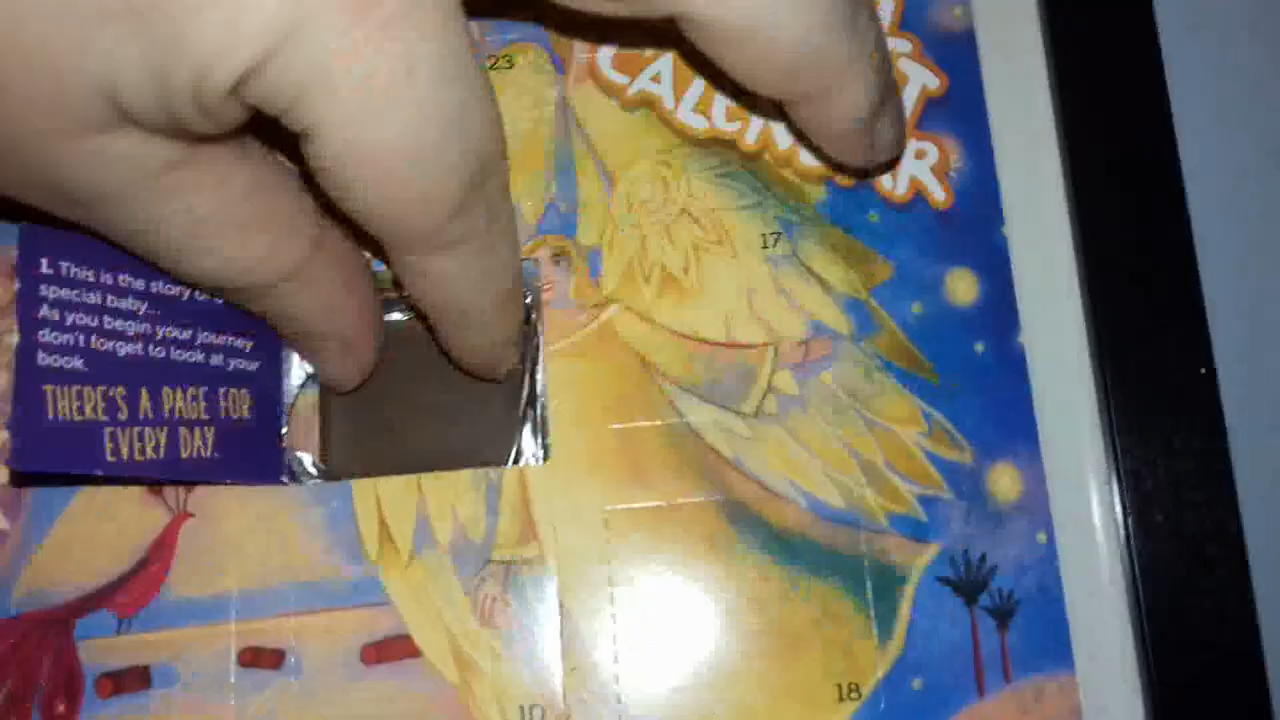 23
CALENDAR
17
1. This is the story of a
special baby...
As you begin your journey
don't forget to look at your
book.
THERE'S A PAGE FOR
EVERY DAY.
18